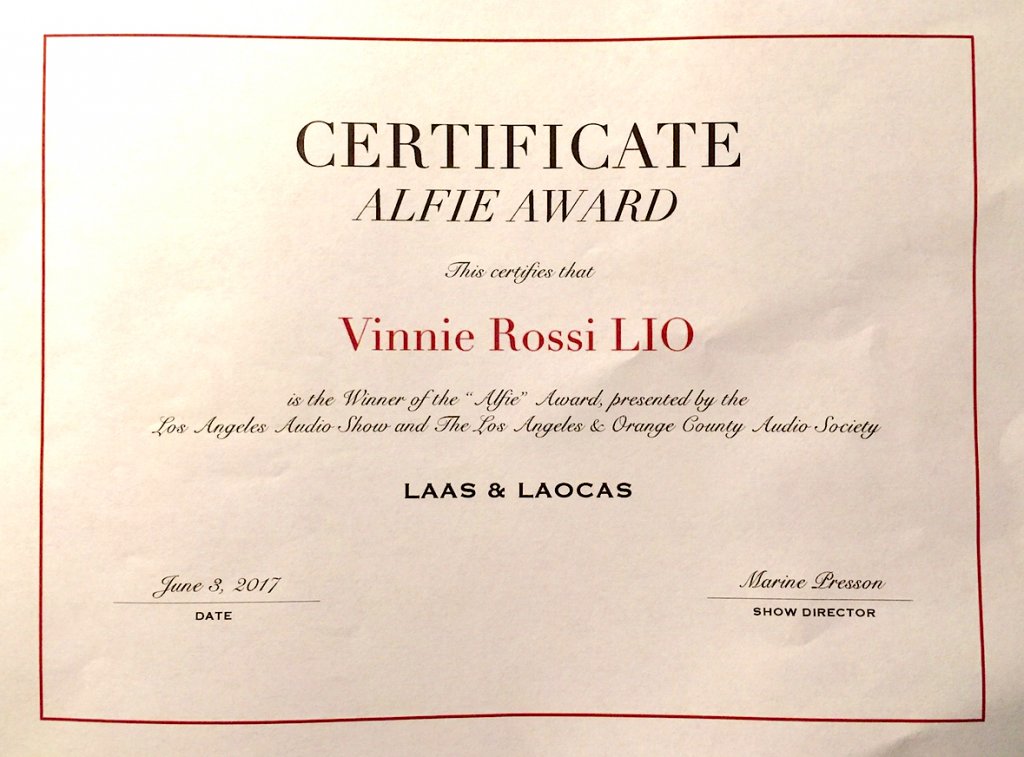 CERTIFICATE
ALFIE AWARD
This certifies that
Vinnie Rossi LIO
is the Winner of the “Alfie” Award, presented by the
Los Angeles Audio Show and The Los Angeles & Orange County Audio Society
LAAS & LAOCAS
June 3, 2017
DATE
Marine Presson
SHOW DIRECTOR